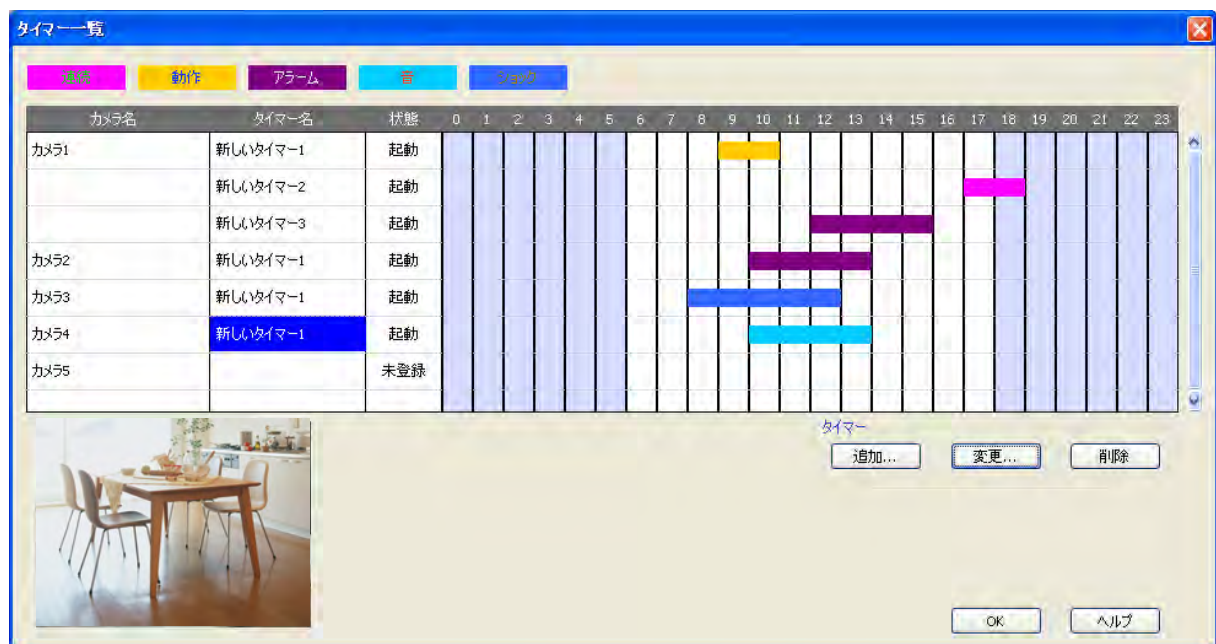 タイマー一覧
連続 動作 アラーム 音 ショック
カメラ名 タイマー名 状態 0 1 2 3 4 5 6 7 8 9 10 11 12 13 14 15 16 17 18 19 20 21 22 23
カメラ1 新しいタイマー1 起動
新しいタイマー2 起動
新しいタイマー3 起動
カメラ2 新しいタイマー1 起動
カメラ3 新しいタイマー1 起動
カメラ4 新しいタイマー1 起動
カメラ5 未登録
タイマー
追加... 変更... 削除
OK ヘルプ